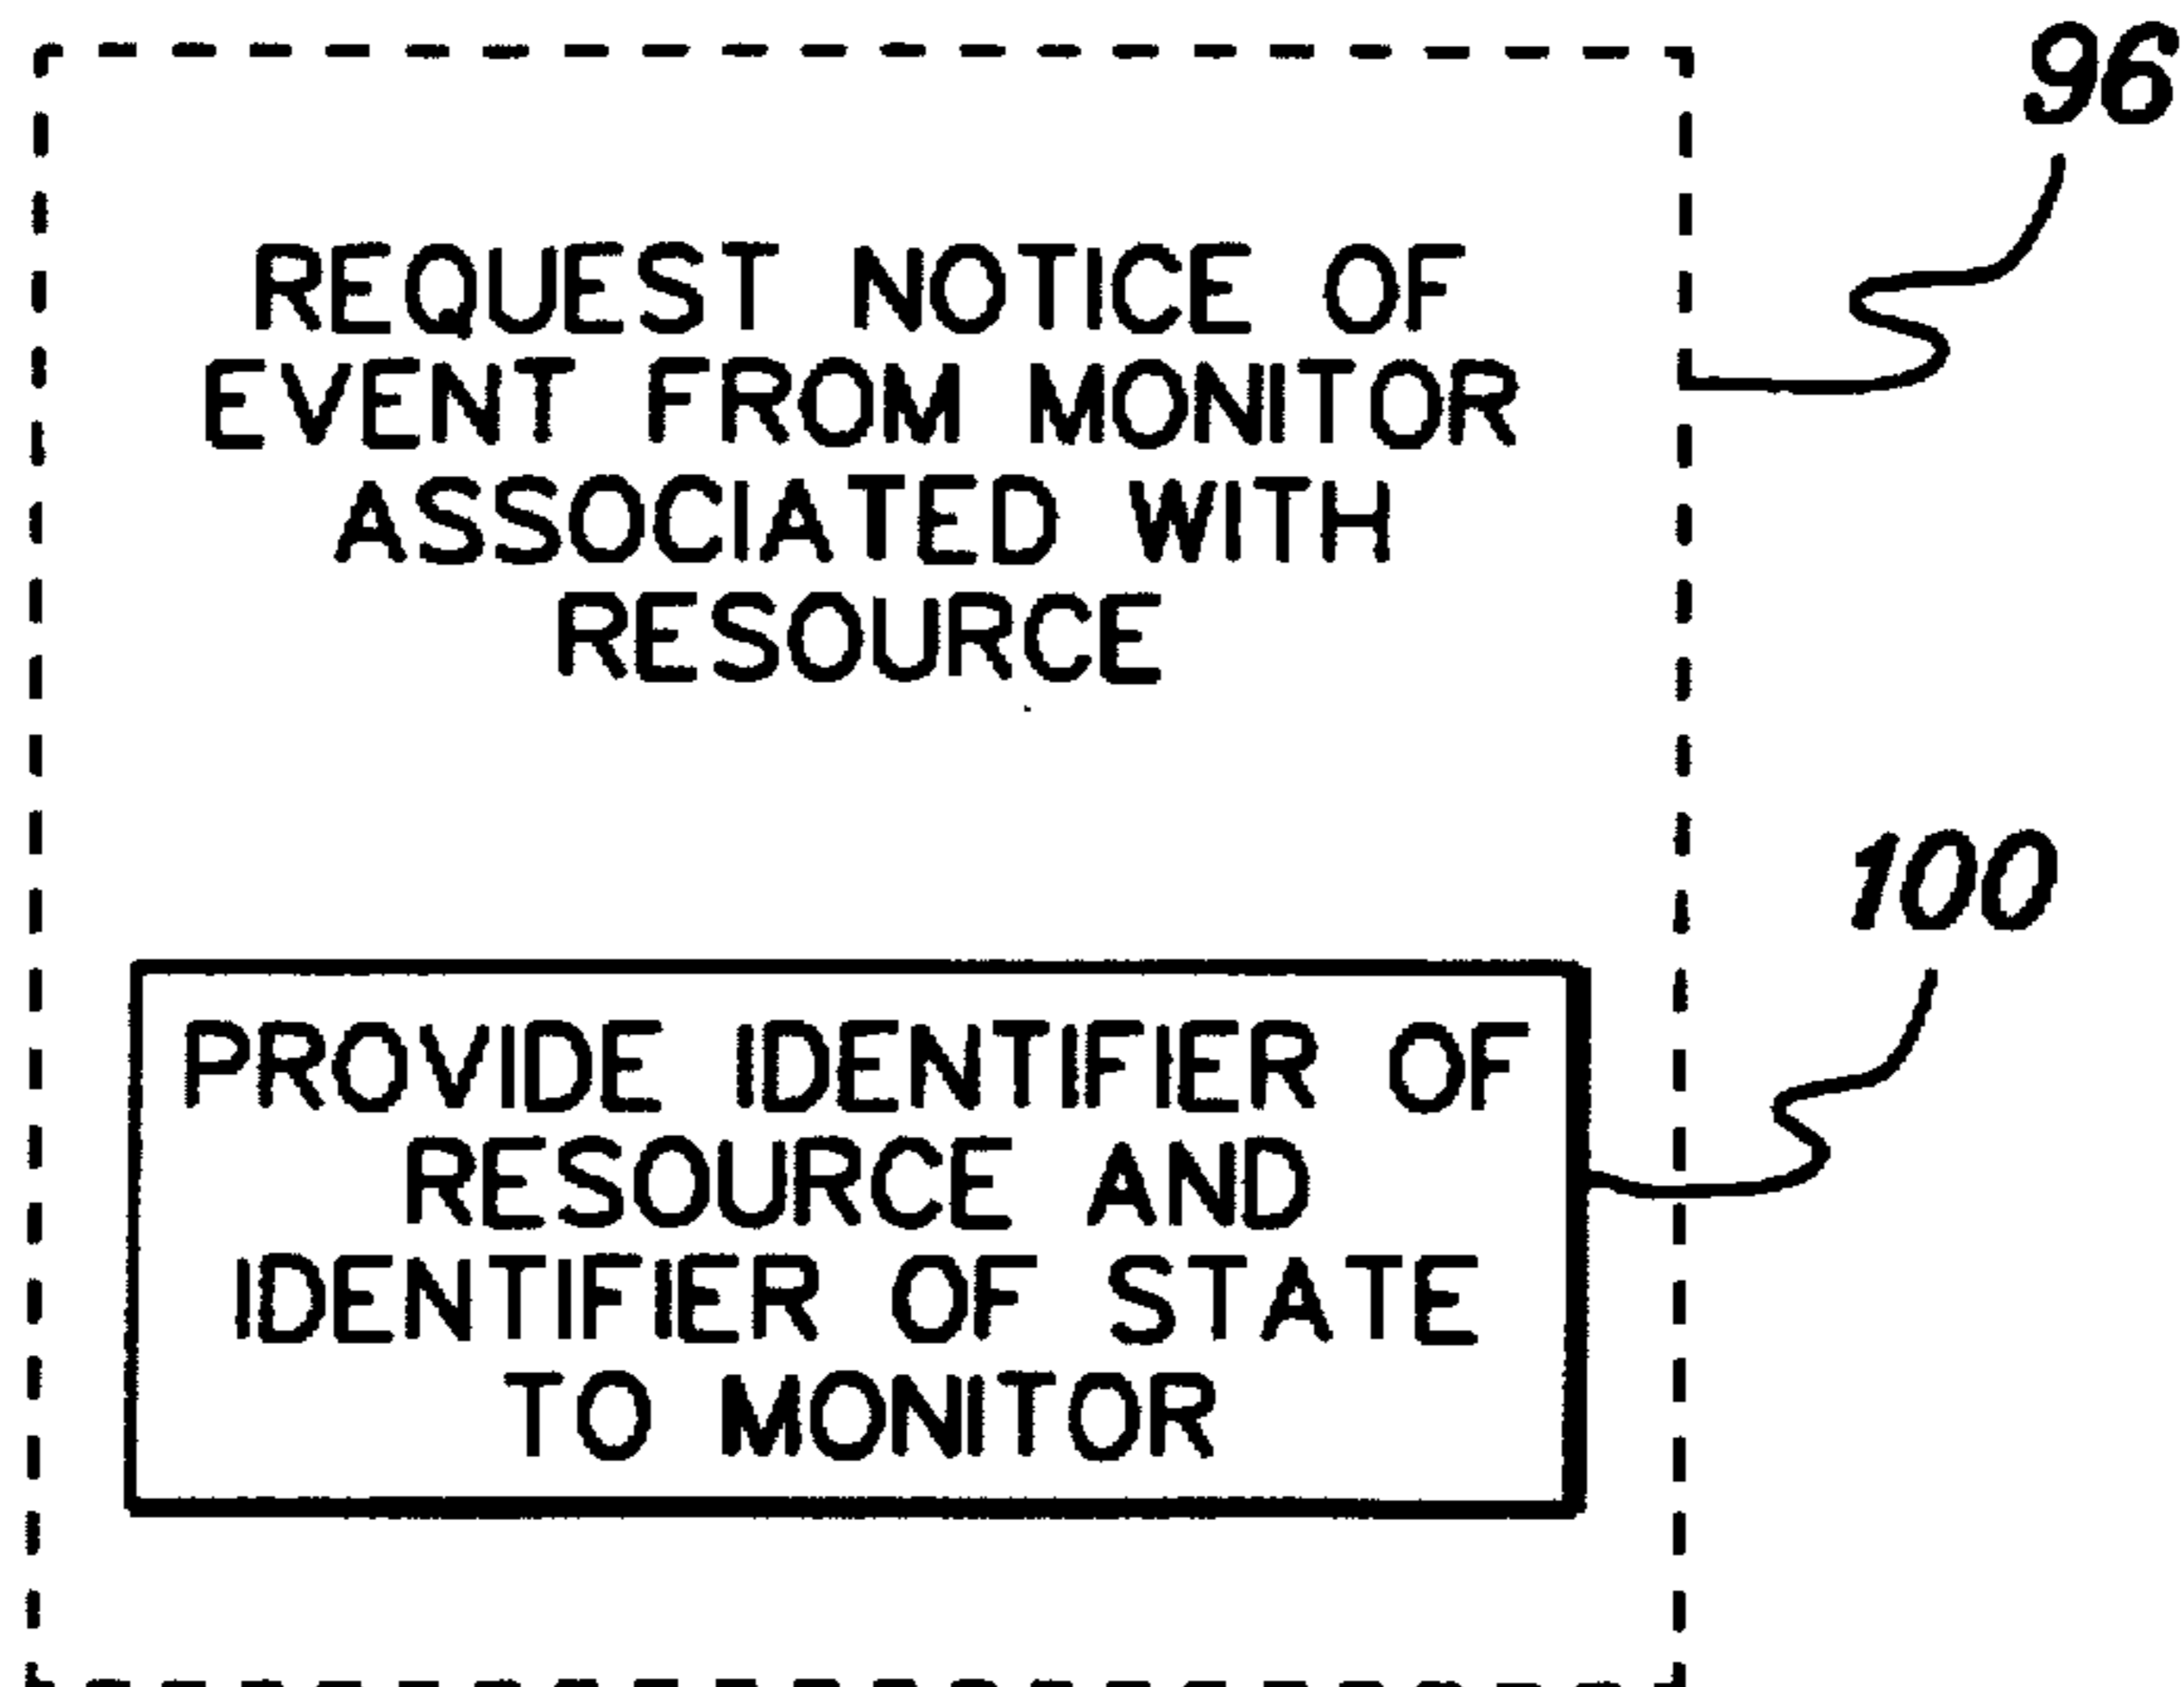 96
REQUEST NOTICE OF
EVENT FROM MONITOR
ASSOCIATED WITH
RESOURCE
100
PROVIDE IDENTIFIER OF
RESOURCE AND
IDENTIFIER OF STATE
TO MONITOR